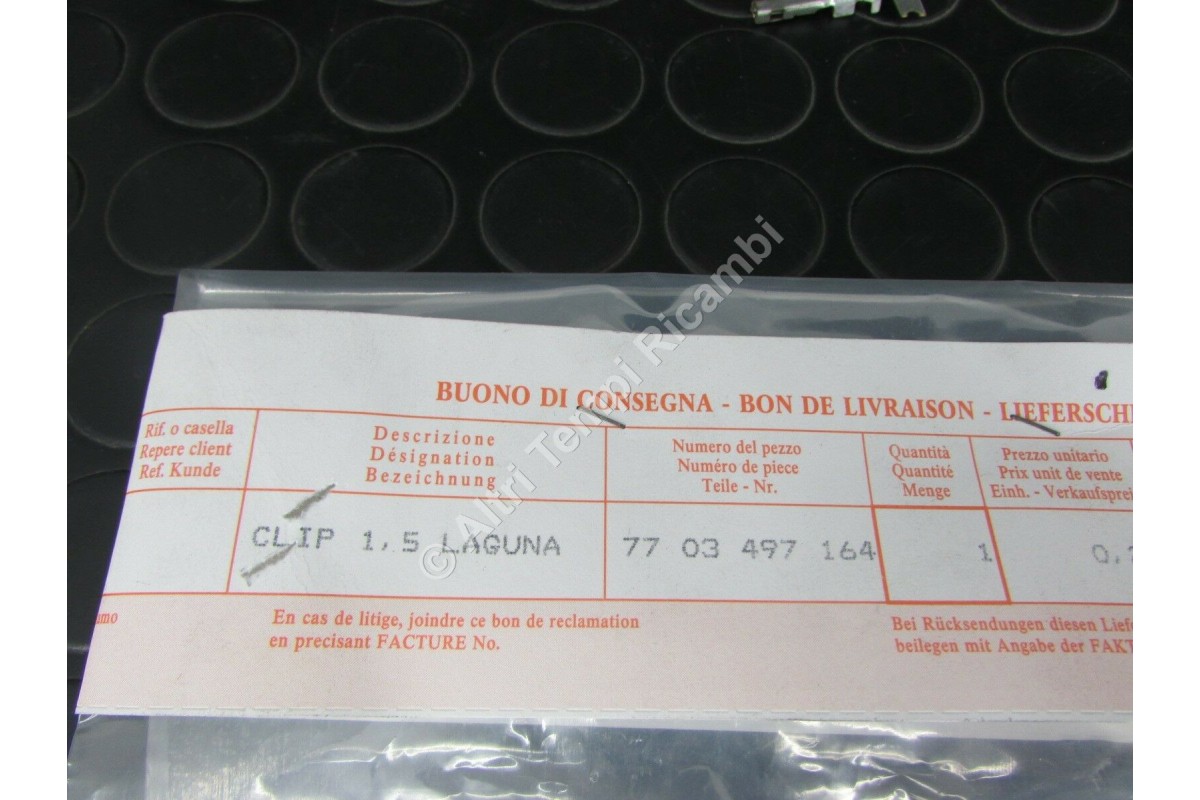 BUONO DI CONSEGNA - BON DE LIVRAISON - LIEFERSCH
Rif. o casella
Repere client
Ref. Kunde
Descrizione
Désignation
Bezeichnung
Numero del pezzo
Numéro de piece
Teile - Nr.
Quantità
Quantité
Menge
Prezzo unitario
Prix unit de vente
Einh. - Verkaufsprei
CLIP 1,5 LAGUNA
77 03 497 164
1
0,
En cas de litige, joindre ce bon de reclamation
en precisant FACTURE No.
Bei Rücksendungen diesen Liefe
beilegen mit Angabe der FAKT
© Altri Tempi Ricambi